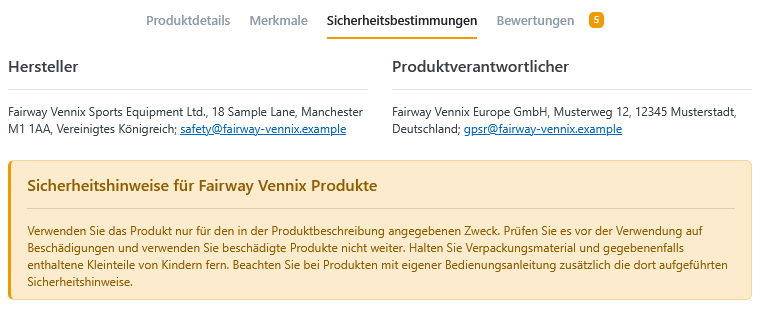 Produktdetails Merkmale Sicherheitsbestimmungen Bewertungen 5
Hersteller
Fairway Vennix Sports Equipment Ltd., 18 Sample Lane, Manchester
M1 1AA, Vereinigtes Königreich; safety@fairway-vennix.example
Produktverantwortlicher
Fairway Vennix Europe GmbH, Musterweg 12, 12345 Musterstadt,
Deutschland; gpsr@fairway-vennix.example
Sicherheitshinweise für Fairway Vennix Produkte
Verwenden Sie das Produkt nur für den in der Produktbeschreibung angegebenen Zweck. Prüfen Sie es vor der Verwendung auf
Beschädigungen und verwenden Sie beschädigte Produkte nicht weiter. Halten Sie Verpackungsmaterial und gegebenenfalls
enthaltene Kleinteile von Kindern fern. Beachten Sie bei Produkten mit eigener Bedienungsanleitung zusätzlich die dort aufgeführten
Sicherheitshinweise.